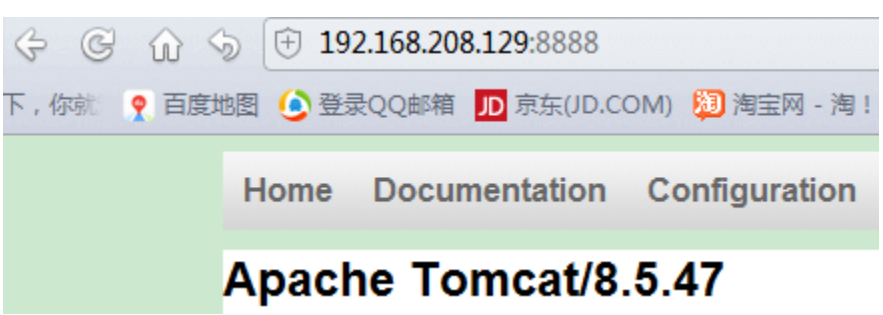 192.168.208.129:8888
下，你就 百度地图 登录QQ邮箱 JD 京东(JD.COM) 淘 淘宝网 - 淘！
Home Documentation Configuration
Apache Tomcat/8.5.47